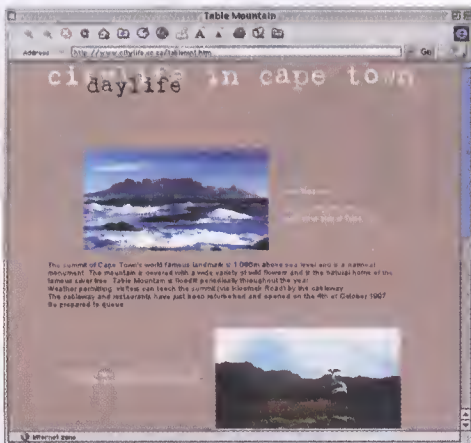 Table Mountain
Address
http://www.citylife.co.za/tablemnt.htm
Go
in cape town
daylife
The summit of Cape Town's world famous landmark is 1 086m above sea level and is a national
monument. The mountain is covered with a wide variety of wild flowers and is the natural home of the
famous silver tree. Table Mountain is floodlit periodically throughout the year.
Weather permitting, visitors can reach the summit (via Kloofnek Road) by the cableway.
The cableway and restaurants have just been refurbished and opened on the 4th of October 1997.
Be prepared to queue
Internet zone